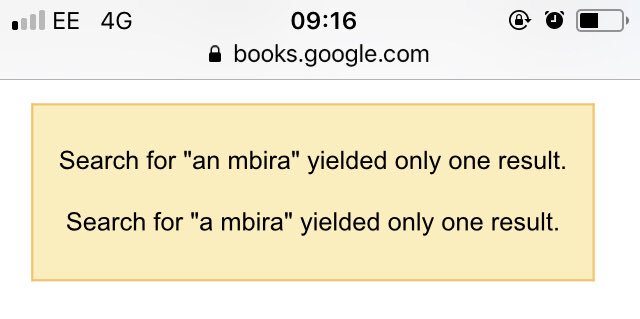 EE 4G 09:16
books.google.com
Search for "an mbira" yielded only one result.
Search for "a mbira" yielded only one result.